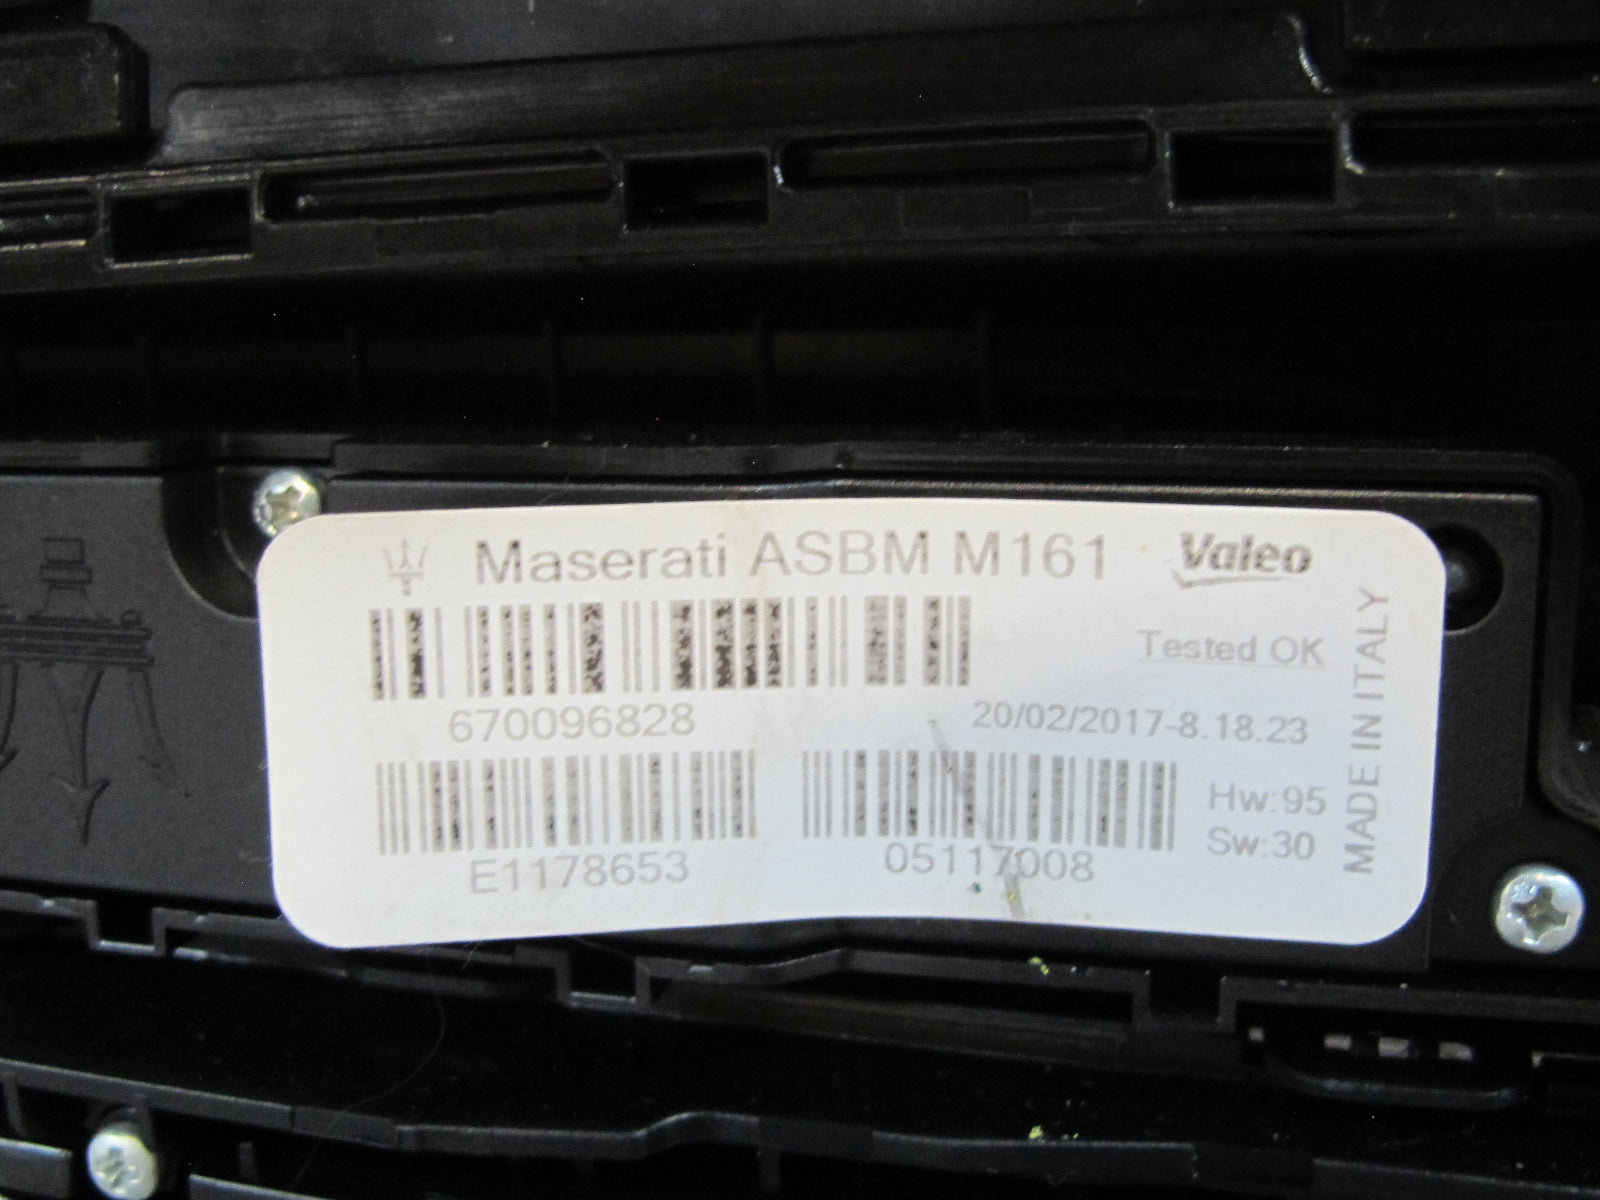 Maserati ASBM M161 Valeo
Tested OK
670096828
20/02/2017-8.18.23
E1178653
05117008
Hw:95
Sw:30
MADE IN ITALY